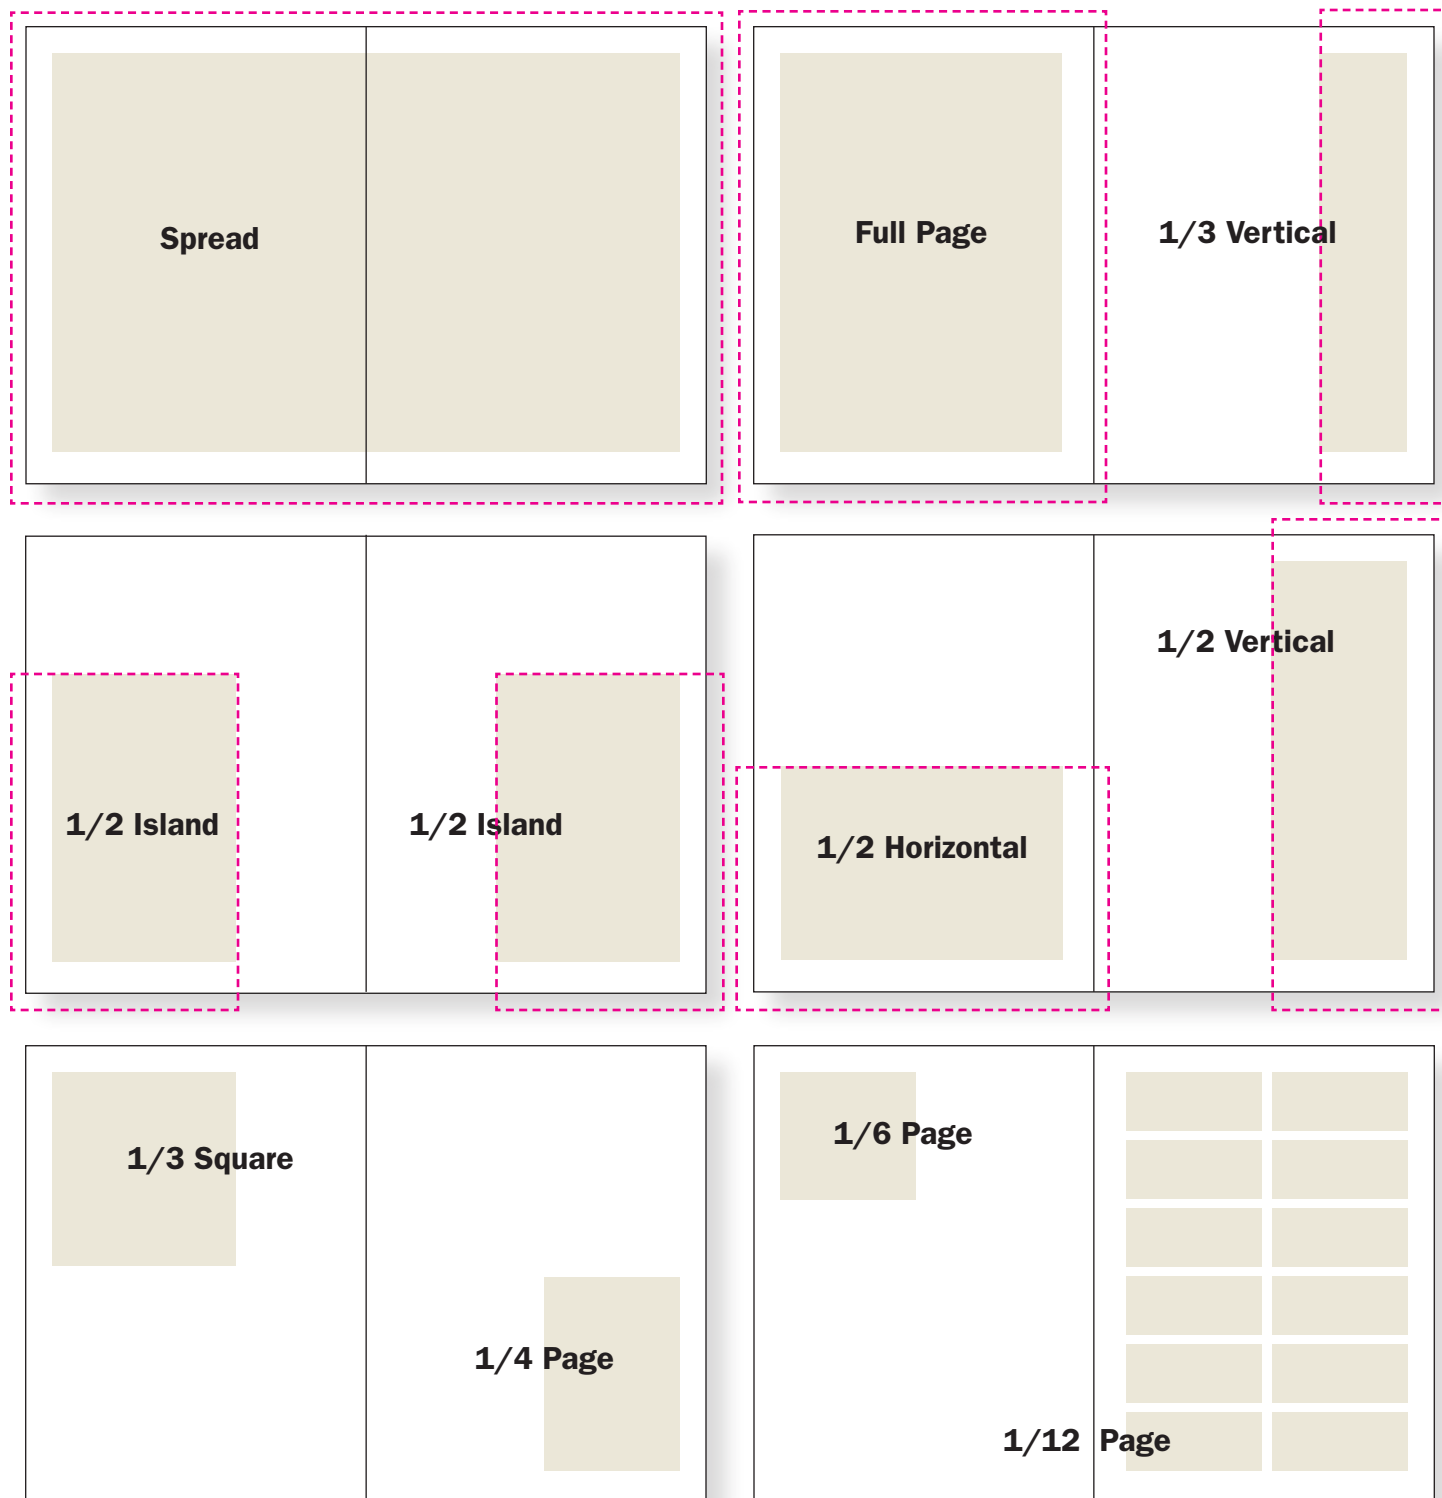 Spread
Full Page
1/3 Vertical
1/2 Island
1/2 Island
1/2 Horizontal
1/2 Vertical
1/3 Square
1/4 Page
1/6 Page
1/12 Page